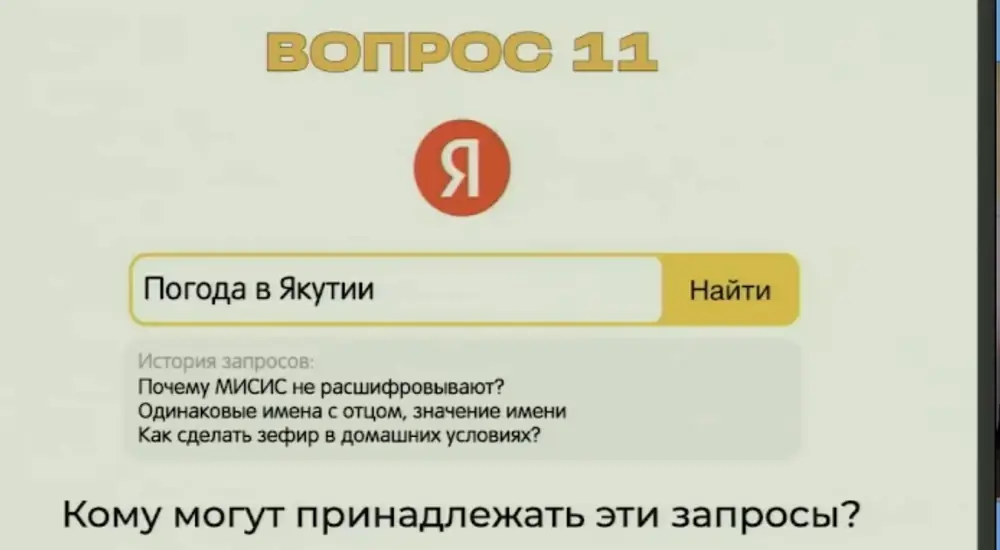 ВОПРОС 11
Я
Погода в Якутии
Найти
История запросов:
Почему МИСИС не расшифровывают?
Одинаковые имена с отцом, значение имени
Как сделать зефир в домашних условиях?
Кому могут принадлежать эти запросы?